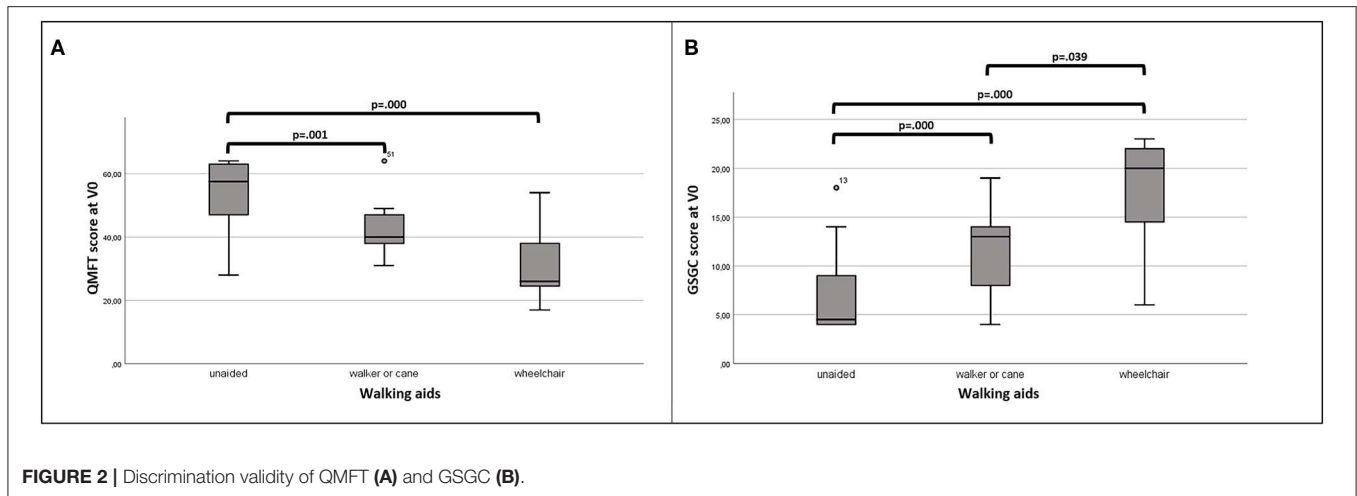 A
p=.000
p=.001
51
60,00
40,00
20,00
,00
QMFT score at V0
unaided walker or cane wheelchair
Walking aids
B
p=.039
p=.000
p=.000
13
25,00
20,00
15,00
10,00
5,00
,00
GSGC score at V0
unaided walker or cane wheelchair
Walking aids
FIGURE 2 | Discrimination validity of QMFT (A) and GSGC (B).